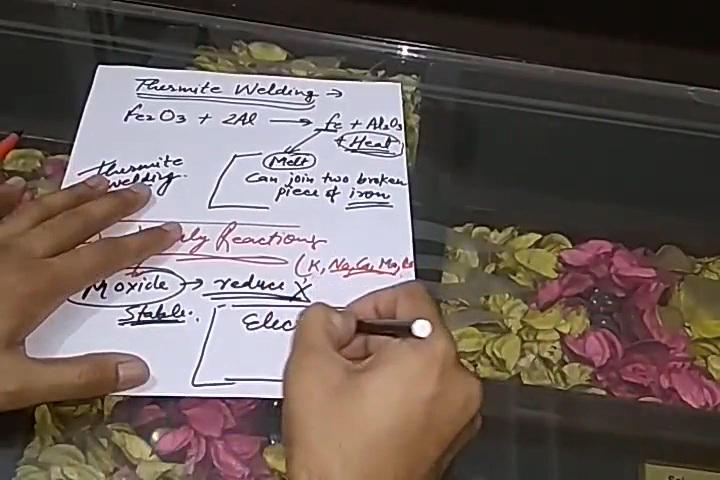 Thermite Welding →
Fe2O3 + 2Al → Fe + Al2O3
+ Heat
Melt
Thermite
welding.
Can join two broken
piece of iron
Reactions
(K, Na, Ca, Mg,
M oxide → reduce X
Stable.
Elec